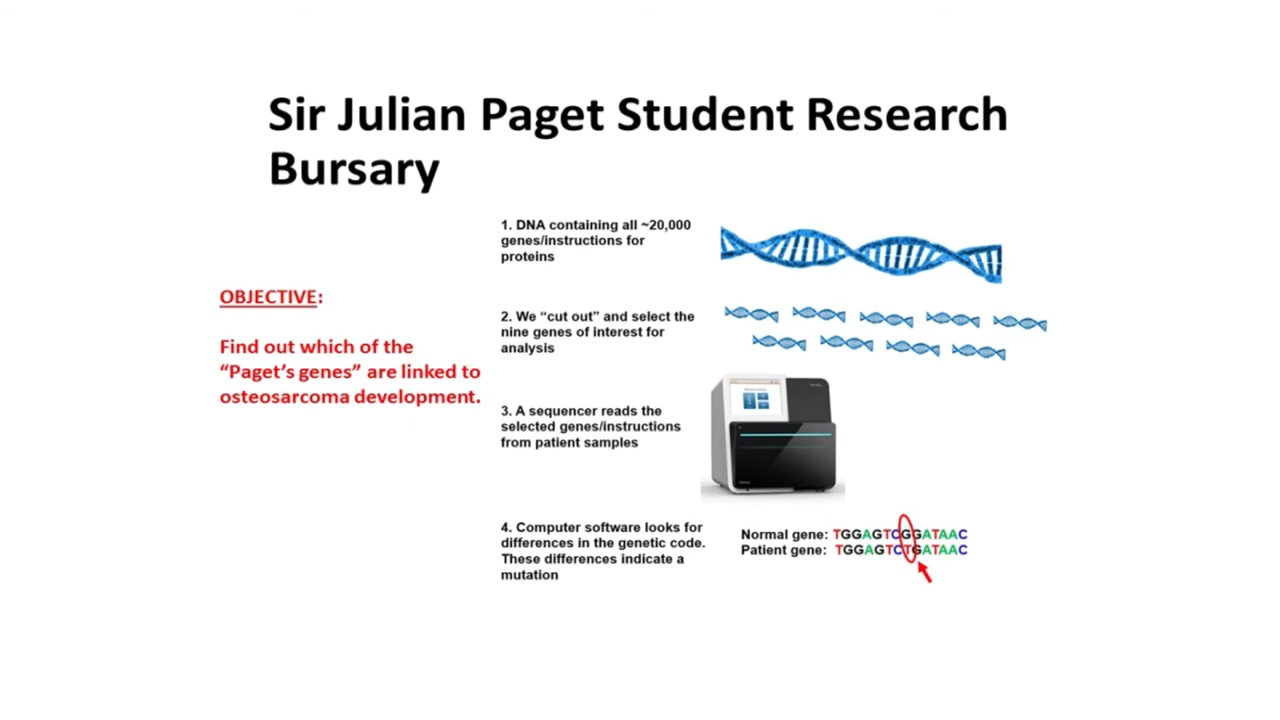 Sir Julian Paget Student Research
Bursary
OBJECTIVE:
Find out which of the
“Paget’s genes” are linked to
osteosarcoma development.
1. DNA containing all ~20,000
genes/instructions for
proteins
2. We “cut out” and select the
nine genes of interest for
analysis
3. A sequencer reads the
selected genes/instructions
from patient samples
4. Computer software looks for
differences in the genetic code.
These differences indicate a
mutation
Normal gene: TGGAGTCGGATAAC
Patient gene: TGGAGTCTGATAAC